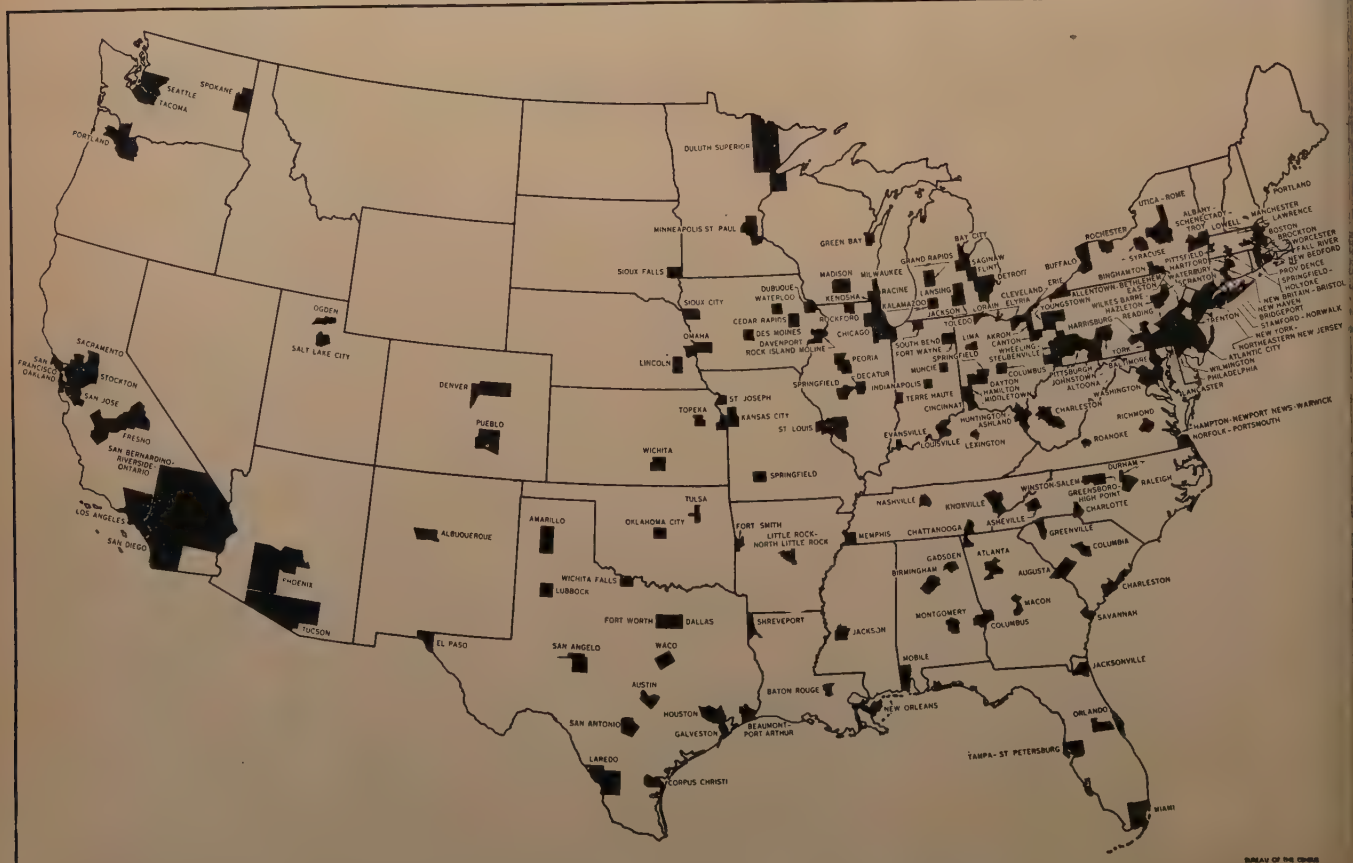 SEATTLE
TACOMA
SPOKANE
PORTLAND
DULUTH SUPERIOR
MINNEAPOLIS ST PAUL
SIOUX FALLS
GREEN BAY
BAY CITY
GRAND RAPIDS
SAGINAW
FLINT
DETROIT
MADISON
MILWAUKEE
KENOSHA
RACINE
LANSING
KALAMAZOO
JACKSON
DUBUQUE
WATERLOO
SIOUX CITY
CEDAR RAPIDS
ROCKFORD
DES MOINES
CHICAGO
DAVENPORT
ROCK ISLAND MOLINE
OMAHA
LINCOLN
PEORIA
DECATUR
SPRINGFIELD
INDIANAPOLIS
SOUTH BEND
FORT WAYNE
SPRINGFIELD
MUNCIE
TERRE HAUTE
CINCINNATI
TOLEDO
LIMA
LORAIN ELYRIA
CLEVELAND
ERIE
AKRON
CANTON
WHEELING
STEUBENVILLE
COLUMBUS
DAYTON
HAMILTON
MIDDLETOWN
YOUNGSTOWN
PITTSBURGH
JOHNSTOWN
ALTOONA
BUFFALO
ROCHESTER
SYRACUSE
UTICA-ROME
ALBANY-
SCHENECTADY-
TROY
BINGHAMTON
PITTSFIELD
HARTFORD
WATERBURY
SCRANTON
ALLENTOWN-BETHLEHEM
EASTON
WILKES BARRE
HAZLETON
READING
HARRISBURG
YORK
BALTIMORE
WASHINGTON
LANCASTER
PORTLAND
MANCHESTER
LAWRENCE
LOWELL
BOSTON
BROCKTON
WORCESTER
FALL RIVER
NEW BEDFORD
PROVIDENCE
SPRINGFIELD-
HOLYOKE
NEW BRITAIN-BRISTOL
NEW HAVEN
BRIDGEPORT
STAMFORD-NORWALK
NEW YORK-
NORTHEASTERN NEW JERSEY
TRENTON
ATLANTIC CITY
WILMINGTON
PHILADELPHIA
OGDEN
SALT LAKE CITY
SACRAMENTO
SAN
FRANCISCO
OAKLAND
STOCKTON
SAN JOSE
FRESNO
SAN BERNARDINO-
RIVERSIDE-
ONTARIO
LOS ANGELES
SAN DIEGO
PHOENIX
TUCSON
DENVER
PUEBLO
ALBUQUERQUE
TOPEKA
ST JOSEPH
KANSAS CITY
ST LOUIS
WICHITA
SPRINGFIELD
EVANSVILLE
LOUISVILLE
LEXINGTON
HUNTINGTON
ASHLAND
CHARLESTON
RICHMOND
ROANOKE
HAMPTON-NEWPORT NEWS-WARWICK
NORFOLK-PORTSMOUTH
TULSA
OKLAHOMA CITY
AMARILLO
FORT SMITH
LITTLE ROCK-
NORTH LITTLE ROCK
NASHVILLE
KNOXVILLE
MEMPHIS
CHATTANOOGA
ASHEVILLE
WINSTON-SALEM
GREENSBORO-
HIGH POINT
DURHAM
RALEIGH
CHARLOTTE
GREENVILLE
COLUMBIA
GADSDEN
BIRMINGHAM
ATLANTA
AUGUSTA
CHARLESTON
MACON
MONTGOMERY
COLUMBUS
SAVANNAH
WICHITA FALLS
LUBBOCK
FORT WORTH
DALLAS
SHREVEPORT
JACKSON
EL PASO
SAN ANGELO
WACO
AUSTIN
MOBILE
JACKSONVILLE
BATON ROUGE
NEW ORLEANS
HOUSTON
SAN ANTONIO
GALVESTON
BEAUMONT-
PORT ARTHUR
ORLANDO
TAMPA-ST PETERSBURG
LAREDO
CORPUS CHRISTI
MIAMI
BUREAU OF THE CENSUS